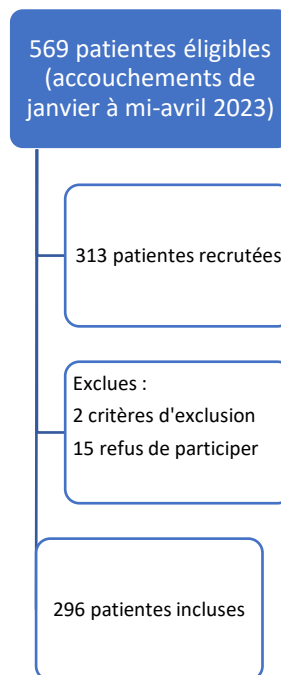 569 patientes éligibles
(accouchements de
janvier à mi-avril 2023)
313 patientes recrutées
Exclues :
2 critères d'exclusion
15 refus de participer
296 patientes incluses